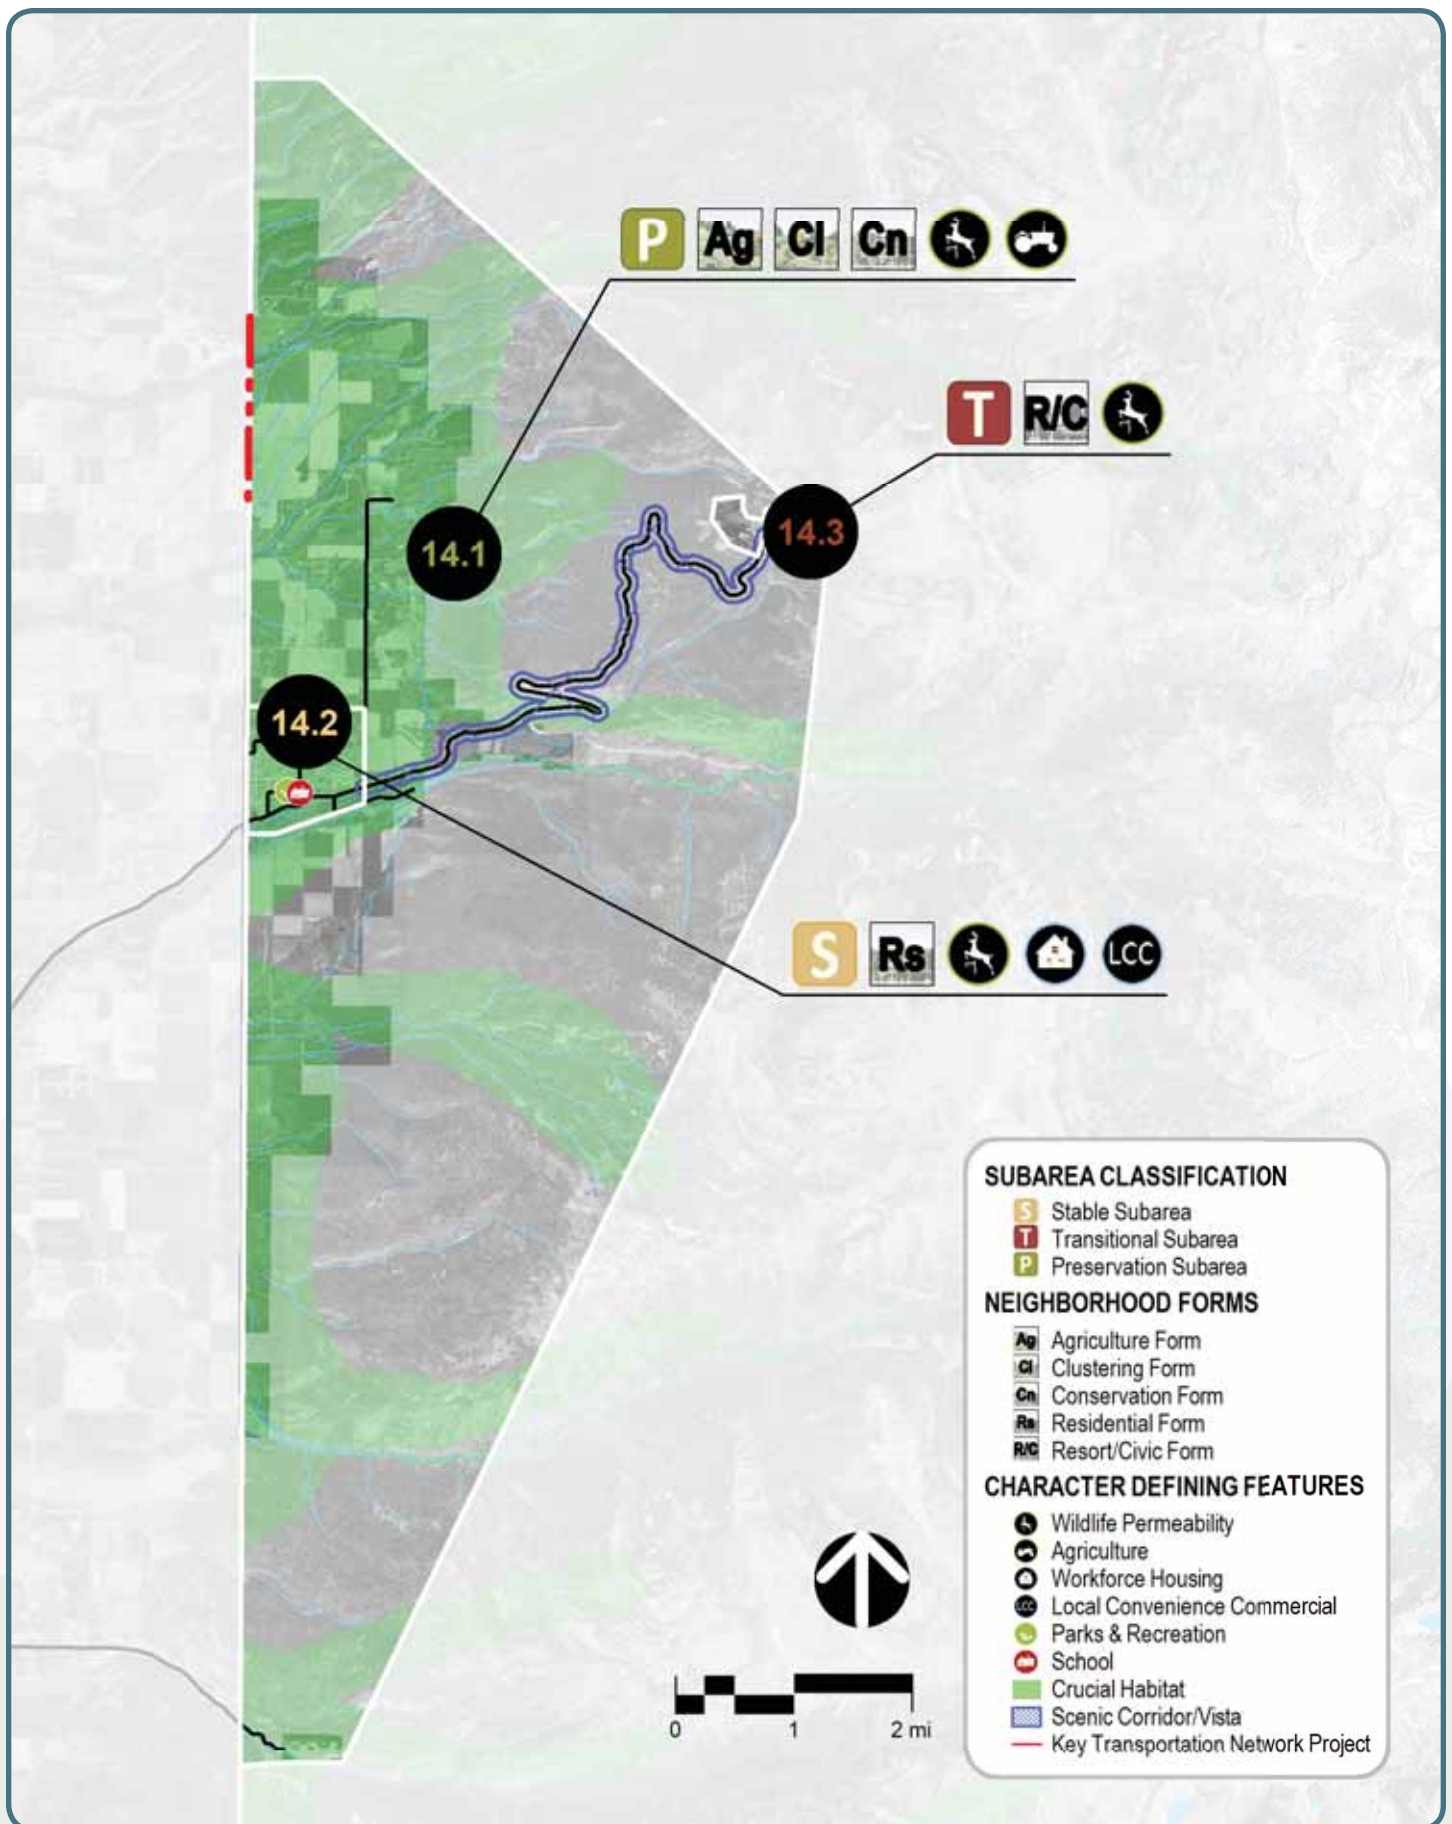 P Ag Cl Cn
T R/C
14.3
14.1
14.2
S Rs LCC
SUBAREA CLASSIFICATION
S Stable Subarea
T Transitional Subarea
P Preservation Subarea
NEIGHBORHOOD FORMS
Ag Agriculture Form
Cl Clustering Form
Cn Conservation Form
Rs Residential Form
R/C Resort/Civic Form
CHARACTER DEFINING FEATURES
Wildlife Permeability
Agriculture
Workforce Housing
LCC Local Convenience Commercial
Parks & Recreation
School
Crucial Habitat
Scenic Corridor/Vista
Key Transportation Network Project
0 1 2 mi